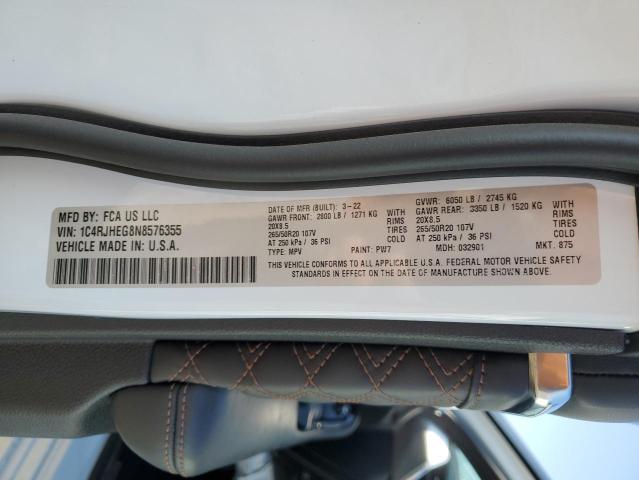 MFD BY: FCA US LLC
VIN: 1C4RJHEG8N8576355
VEHICLE MADE IN U.S.A.
DATE OF MFR (BUILT): 3-22
GAWR FRONT: 2800 LB / 1271 KG WITH
20X8.5 RIMS
265/50R20 107V TIRES
AT 250 kPa / 36 PSI COLD
TYPE: MPV PAINT: PW7
GVWR: 6050 LB / 2745 KG
GAWR REAR: 3350 LB / 1520 KG WITH
20X8.5 RIMS
265/50R20 107V TIRES
AT 250 kPa / 36 PSI COLD
MDH: 032901 MKT: 875
THIS VEHICLE CONFORMS TO ALL APPLICABLE U.S.A. FEDERAL MOTOR VEHICLE SAFETY
STANDARDS IN EFFECT ON THE DATE OF MANUFACTURE SHOWN ABOVE.